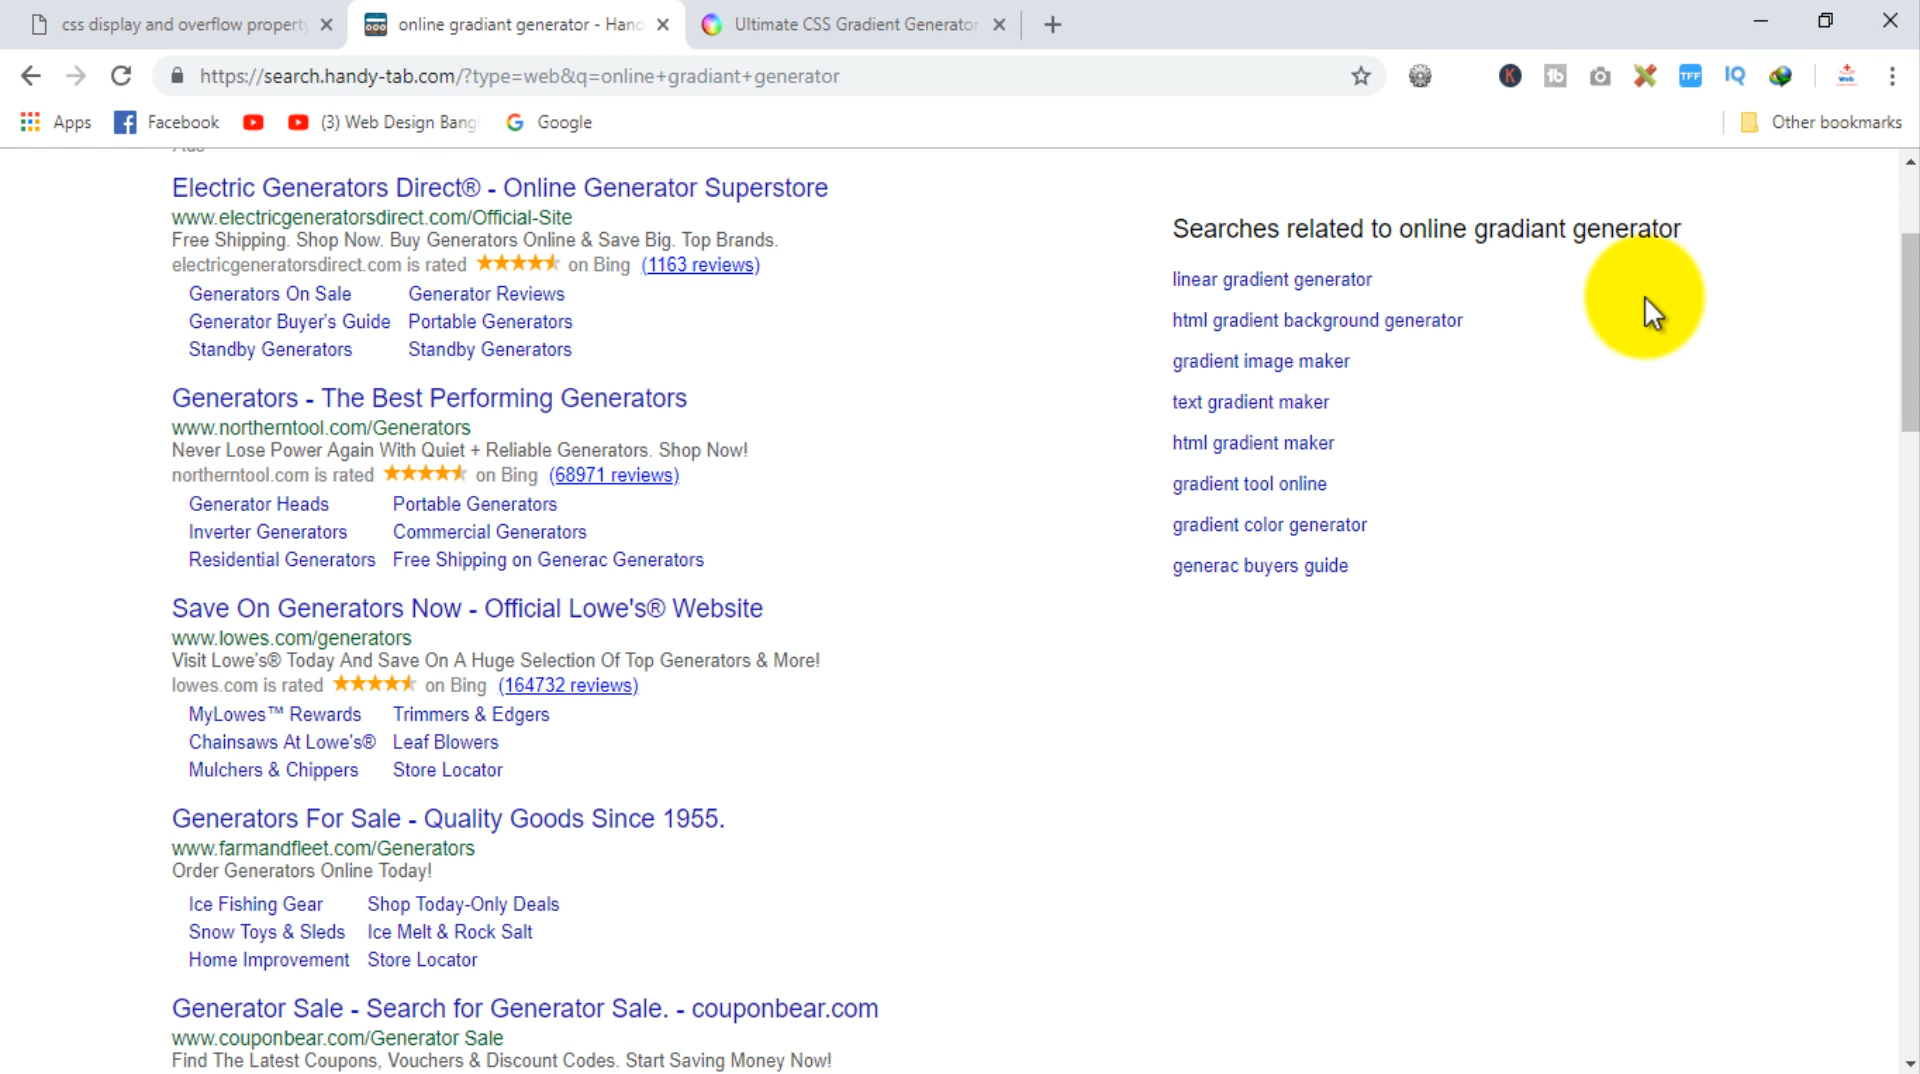 css display and overflow property
online gradiant generator - Hand
Ultimate CSS Gradient Generator
https://search.handy-tab.com/?type=web&q=online+gradiant+generator
K
tb
TFF
IQ
Web
Apps
Facebook
(3) Web Design Bang
Google
Other bookmarks
Ads
Electric Generators Direct® - Online Generator Superstore
www.electricgeneratorsdirect.com/Official-Site
Free Shipping. Shop Now. Buy Generators Online & Save Big. Top Brands.
electricgeneratorsdirect.com is rated on Bing (1163 reviews)
Generators On Sale Generator Reviews
Generator Buyer's Guide Portable Generators
Standby Generators Standby Generators
Generators - The Best Performing Generators
www.northerntool.com/Generators
Never Lose Power Again With Quiet + Reliable Generators. Shop Now!
northerntool.com is rated on Bing (68971 reviews)
Generator Heads Portable Generators
Inverter Generators Commercial Generators
Residential Generators Free Shipping on Generac Generators
Save On Generators Now - Official Lowe's® Website
www.lowes.com/generators
Visit Lowe's® Today And Save On A Huge Selection Of Top Generators & More!
lowes.com is rated on Bing (164732 reviews)
MyLowes™ Rewards Trimmers & Edgers
Chainsaws At Lowe's® Leaf Blowers
Mulchers & Chippers Store Locator
Generators For Sale - Quality Goods Since 1955.
www.farmandfleet.com/Generators
Order Generators Online Today!
Ice Fishing Gear Shop Today-Only Deals
Snow Toys & Sleds Ice Melt & Rock Salt
Home Improvement Store Locator
Generator Sale - Search for Generator Sale. - couponbear.com
www.couponbear.com/Generator Sale
Find The Latest Coupons, Vouchers & Discount Codes. Start Saving Money Now!
Searches related to online gradiant generator
linear gradient generator
html gradient background generator
gradient image maker
text gradient maker
html gradient maker
gradient tool online
gradient color generator
generac buyers guide